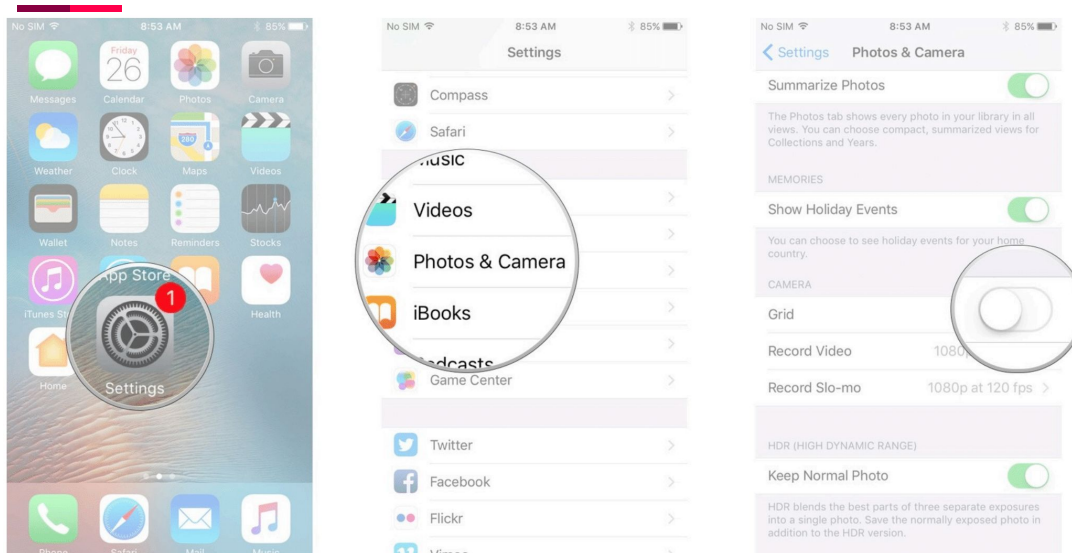 No SIM 8:53 AM 85%
Friday
26
Messages Calendar Photos Camera
280
Weather Clock Maps Videos
Wallet Notes Reminders Stocks
App Store
1
iTunes St Health
Home
Settings
Phone Safari Mail Music
No SIM 8:53 AM 85%
Settings
Compass
Safari
Music
Videos
Photos & Camera
iBooks
Podcasts
Game Center
Twitter
Facebook
Flickr
Vimeo
No SIM 8:53 AM 85%
Settings Photos & Camera
Summarize Photos
The Photos tab shows every photo in your library in all
views. You can choose compact, summarized views for
Collections and Years.
MEMORIES
Show Holiday Events
You can choose to see holiday events for your home
country.
CAMERA
Grid
Record Video 1080p
Record Slo-mo 1080p at 120 fps
HDR (HIGH DYNAMIC RANGE)
Keep Normal Photo
HDR blends the best parts of three separate exposures
into a single photo. Save the normally exposed photo in
addition to the HDR version.